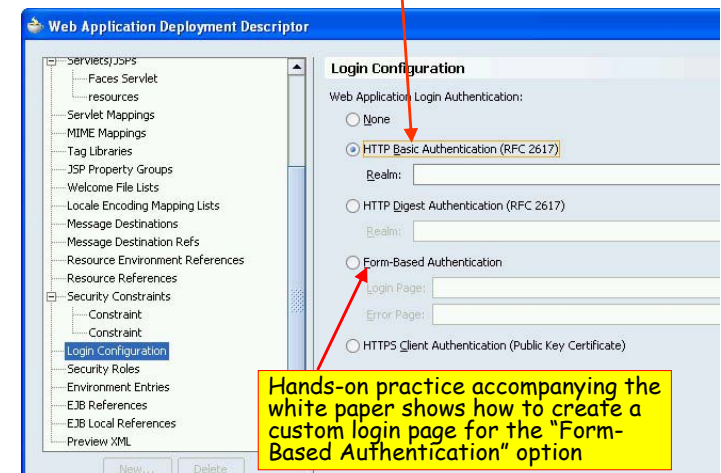 Web Application Deployment Descriptor
Servlets/JSPs
Faces Servlet
resources
Servlet Mappings
MIME Mappings
Tag Libraries
JSP Property Groups
Welcome File Lists
Locale Encoding Mapping Lists
Message Destinations
Message Destination Refs
Resource Environment References
Resource References
Security Constraints
Constraint
Constraint
Login Configuration
Security Roles
Environment Entries
EJB References
EJB Local References
Preview XML
New...
Delete
Login Configuration
Web Application Login Authentication:
None
HTTP Basic Authentication (RFC 2617)
Realm:
HTTP Digest Authentication (RFC 2617)
Realm:
Form-Based Authentication
Login Page:
Error Page:
HTTPS Client Authentication (Public Key Certificate)
Hands-on practice accompanying the
white paper shows how to create a
custom login page for the “Form-
Based Authentication” option